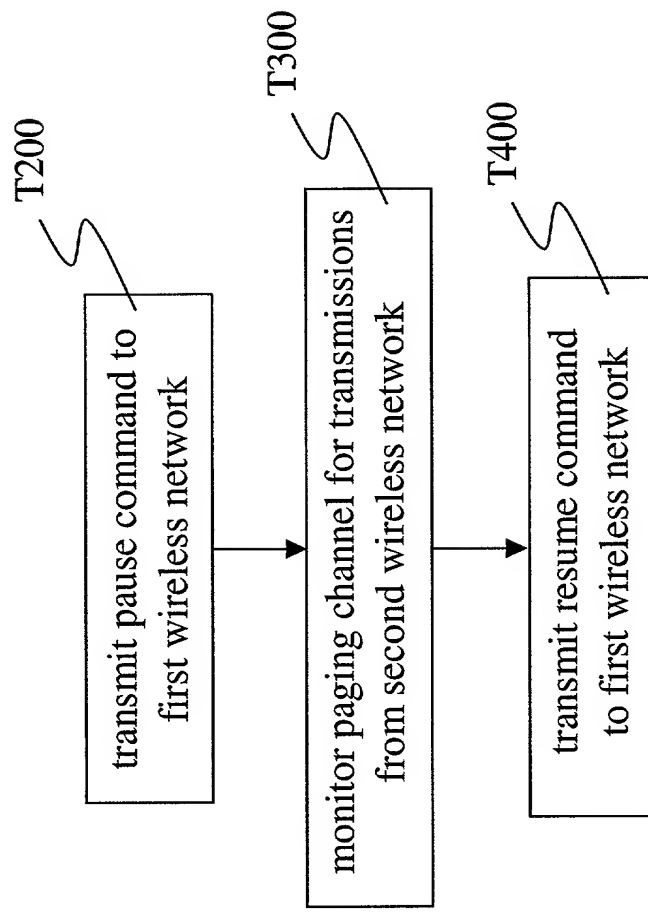 transmit pause command to
first wireless network
T200
monitor paging channel for transmissions
from second wireless network
T300
transmit resume command
to first wireless network
T400